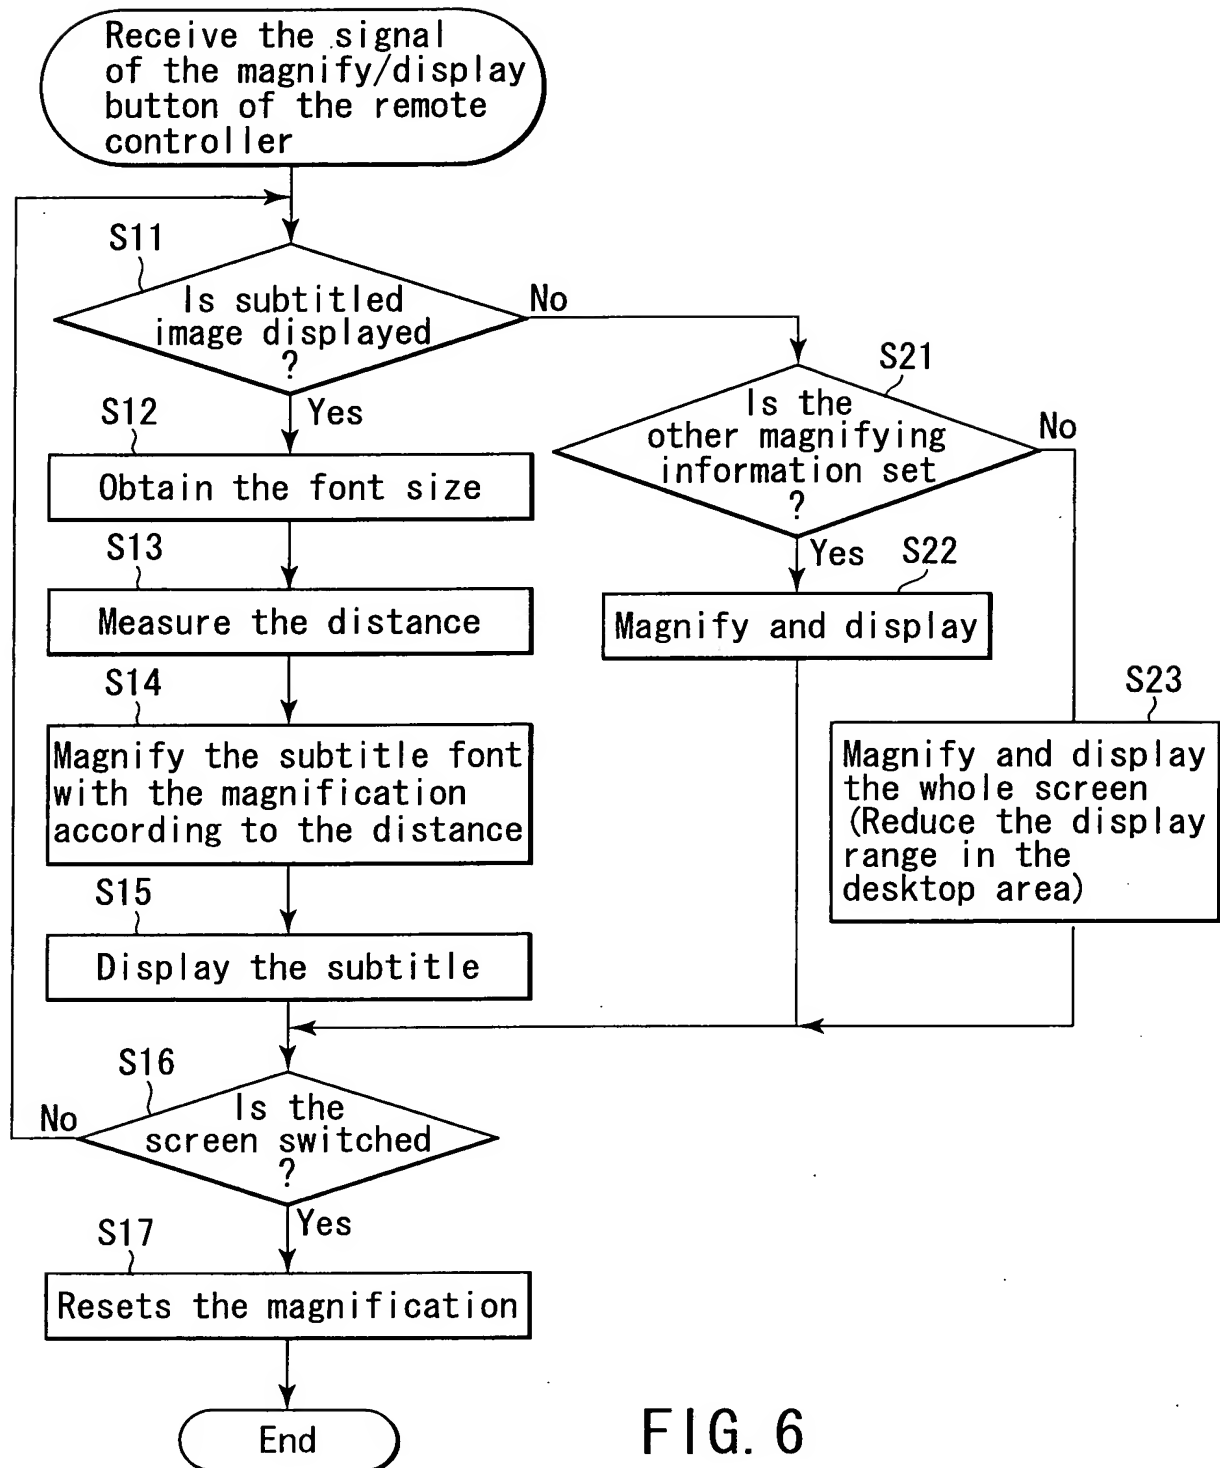 Receive the signal
of the magnify/display
button of the remote
controller
S11
Is subtitled
image displayed
?
No
Yes
S12
Obtain the font size
S13
Measure the distance
S14
Magnify the subtitle font
with the magnification
according to the distance
S15
Display the subtitle
S21
Is the
other magnifying
information set
?
No
Yes
S22
Magnify and display
S23
Magnify and display
the whole screen
(Reduce the display
range in the
desktop area)
S16
Is the
screen switched
?
No
Yes
S17
Resets the magnification
End
FIG. 6